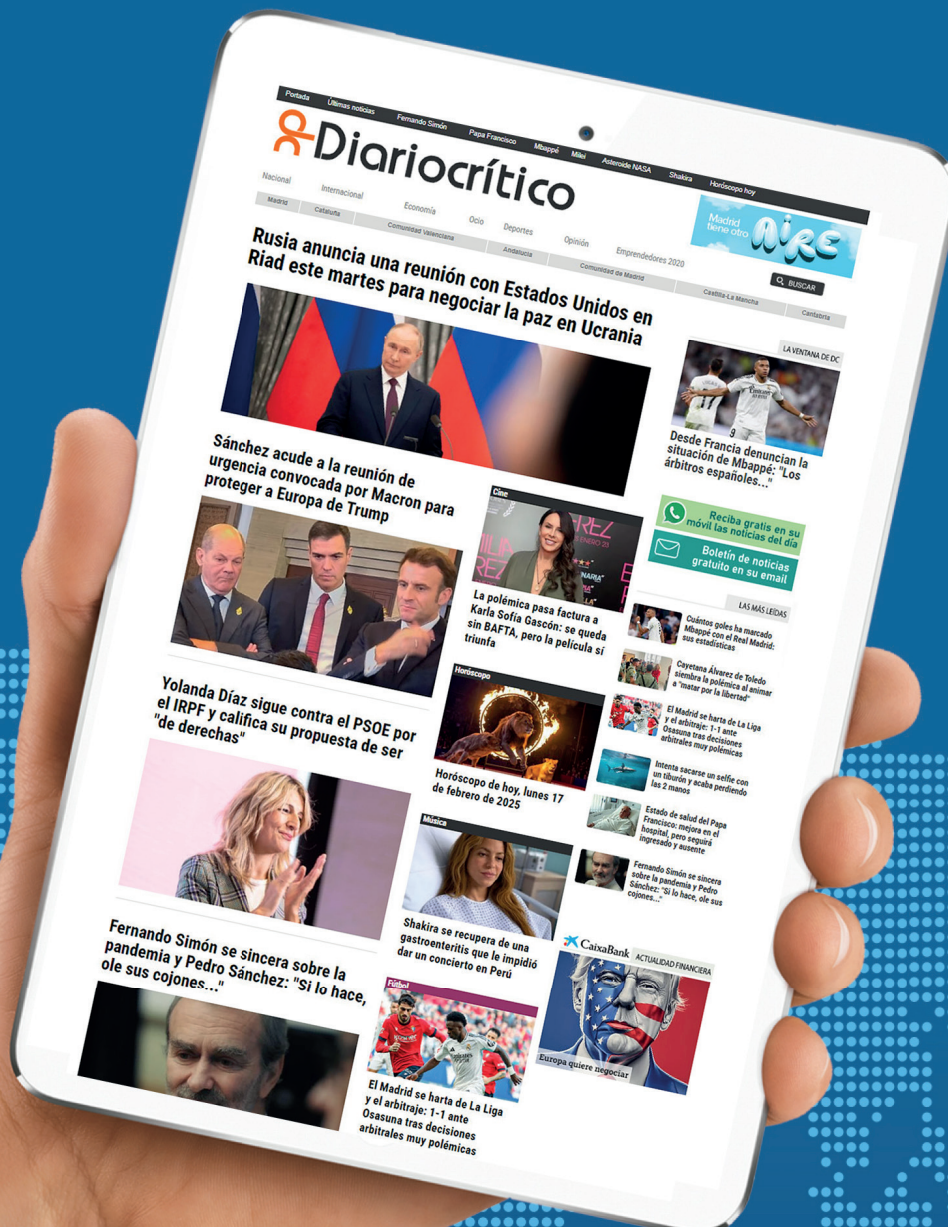 Portada Últimas noticias Fernando Simón Papa Francisco Mbappé Milei Asteroide NASA Shakira Horóscopo hoy
Diariocrítico
Madrid
tiene otro
AiRE
Nacional Internacional Economía Ocio Deportes Opinión Emprendedores 2020
BUSCAR
Madrid Cataluña Comunidad Valenciana Andalucía Comunidad de Madrid Castilla-La Mancha Cantabria
Rusia anuncia una reunión con Estados Unidos en
Riad este martes para negociar la paz en Ucrania
Sánchez acude a la reunión de
urgencia convocada por Macron para
proteger a Europa de Trump
Yolanda Díaz sigue contra el PSOE por
el IRPF y califica su propuesta de ser
"de derechas"
Fernando Simón se sincera sobre la
pandemia y Pedro Sánchez: "Si lo hace,
ole sus cojones..."
Cine
La polémica pasa factura a
Karla Sofía Gascón: se queda
sin BAFTA, pero la película sí
triunfa
Horóscopo
Horóscopo de hoy, lunes 17
de febrero de 2025
Música
Shakira se recupera de una
gastroenteritis que le impidió
dar un concierto en Perú
Fútbol
El Madrid se harta de La Liga
y el arbitraje: 1-1 ante
Osasuna tras decisiones
arbitrales muy polémicas
LA VENTANA DE DC
9
Desde Francia denuncian la
situación de Mbappé: "Los
árbitros españoles..."
Reciba gratis en su
móvil las noticias del día
Boletín de noticias
gratuito en su email
LAS MÁS LEÍDAS
Cuántos goles ha marcado
Mbappé con el Real Madrid:
sus estadísticas
Cayetana Álvarez de Toledo
siembra la polémica al animar
a "matar por la libertad"
El Madrid se harta de La Liga
y el arbitraje: 1-1 ante
Osasuna tras decisiones
arbitrales muy polémicas
Intenta sacarse un selfie con
un tiburón y acaba perdiendo
las 2 manos
Estado de salud del Papa
Francisco: mejora en el
hospital, pero seguirá
ingresado y ausente
Fernando Simón se sincera
sobre la pandemia y Pedro
Sánchez: "Si lo hace, ole sus
cojones..."
CaixaBank
ACTUALIDAD FINANCIERA
Europa quiere negociar